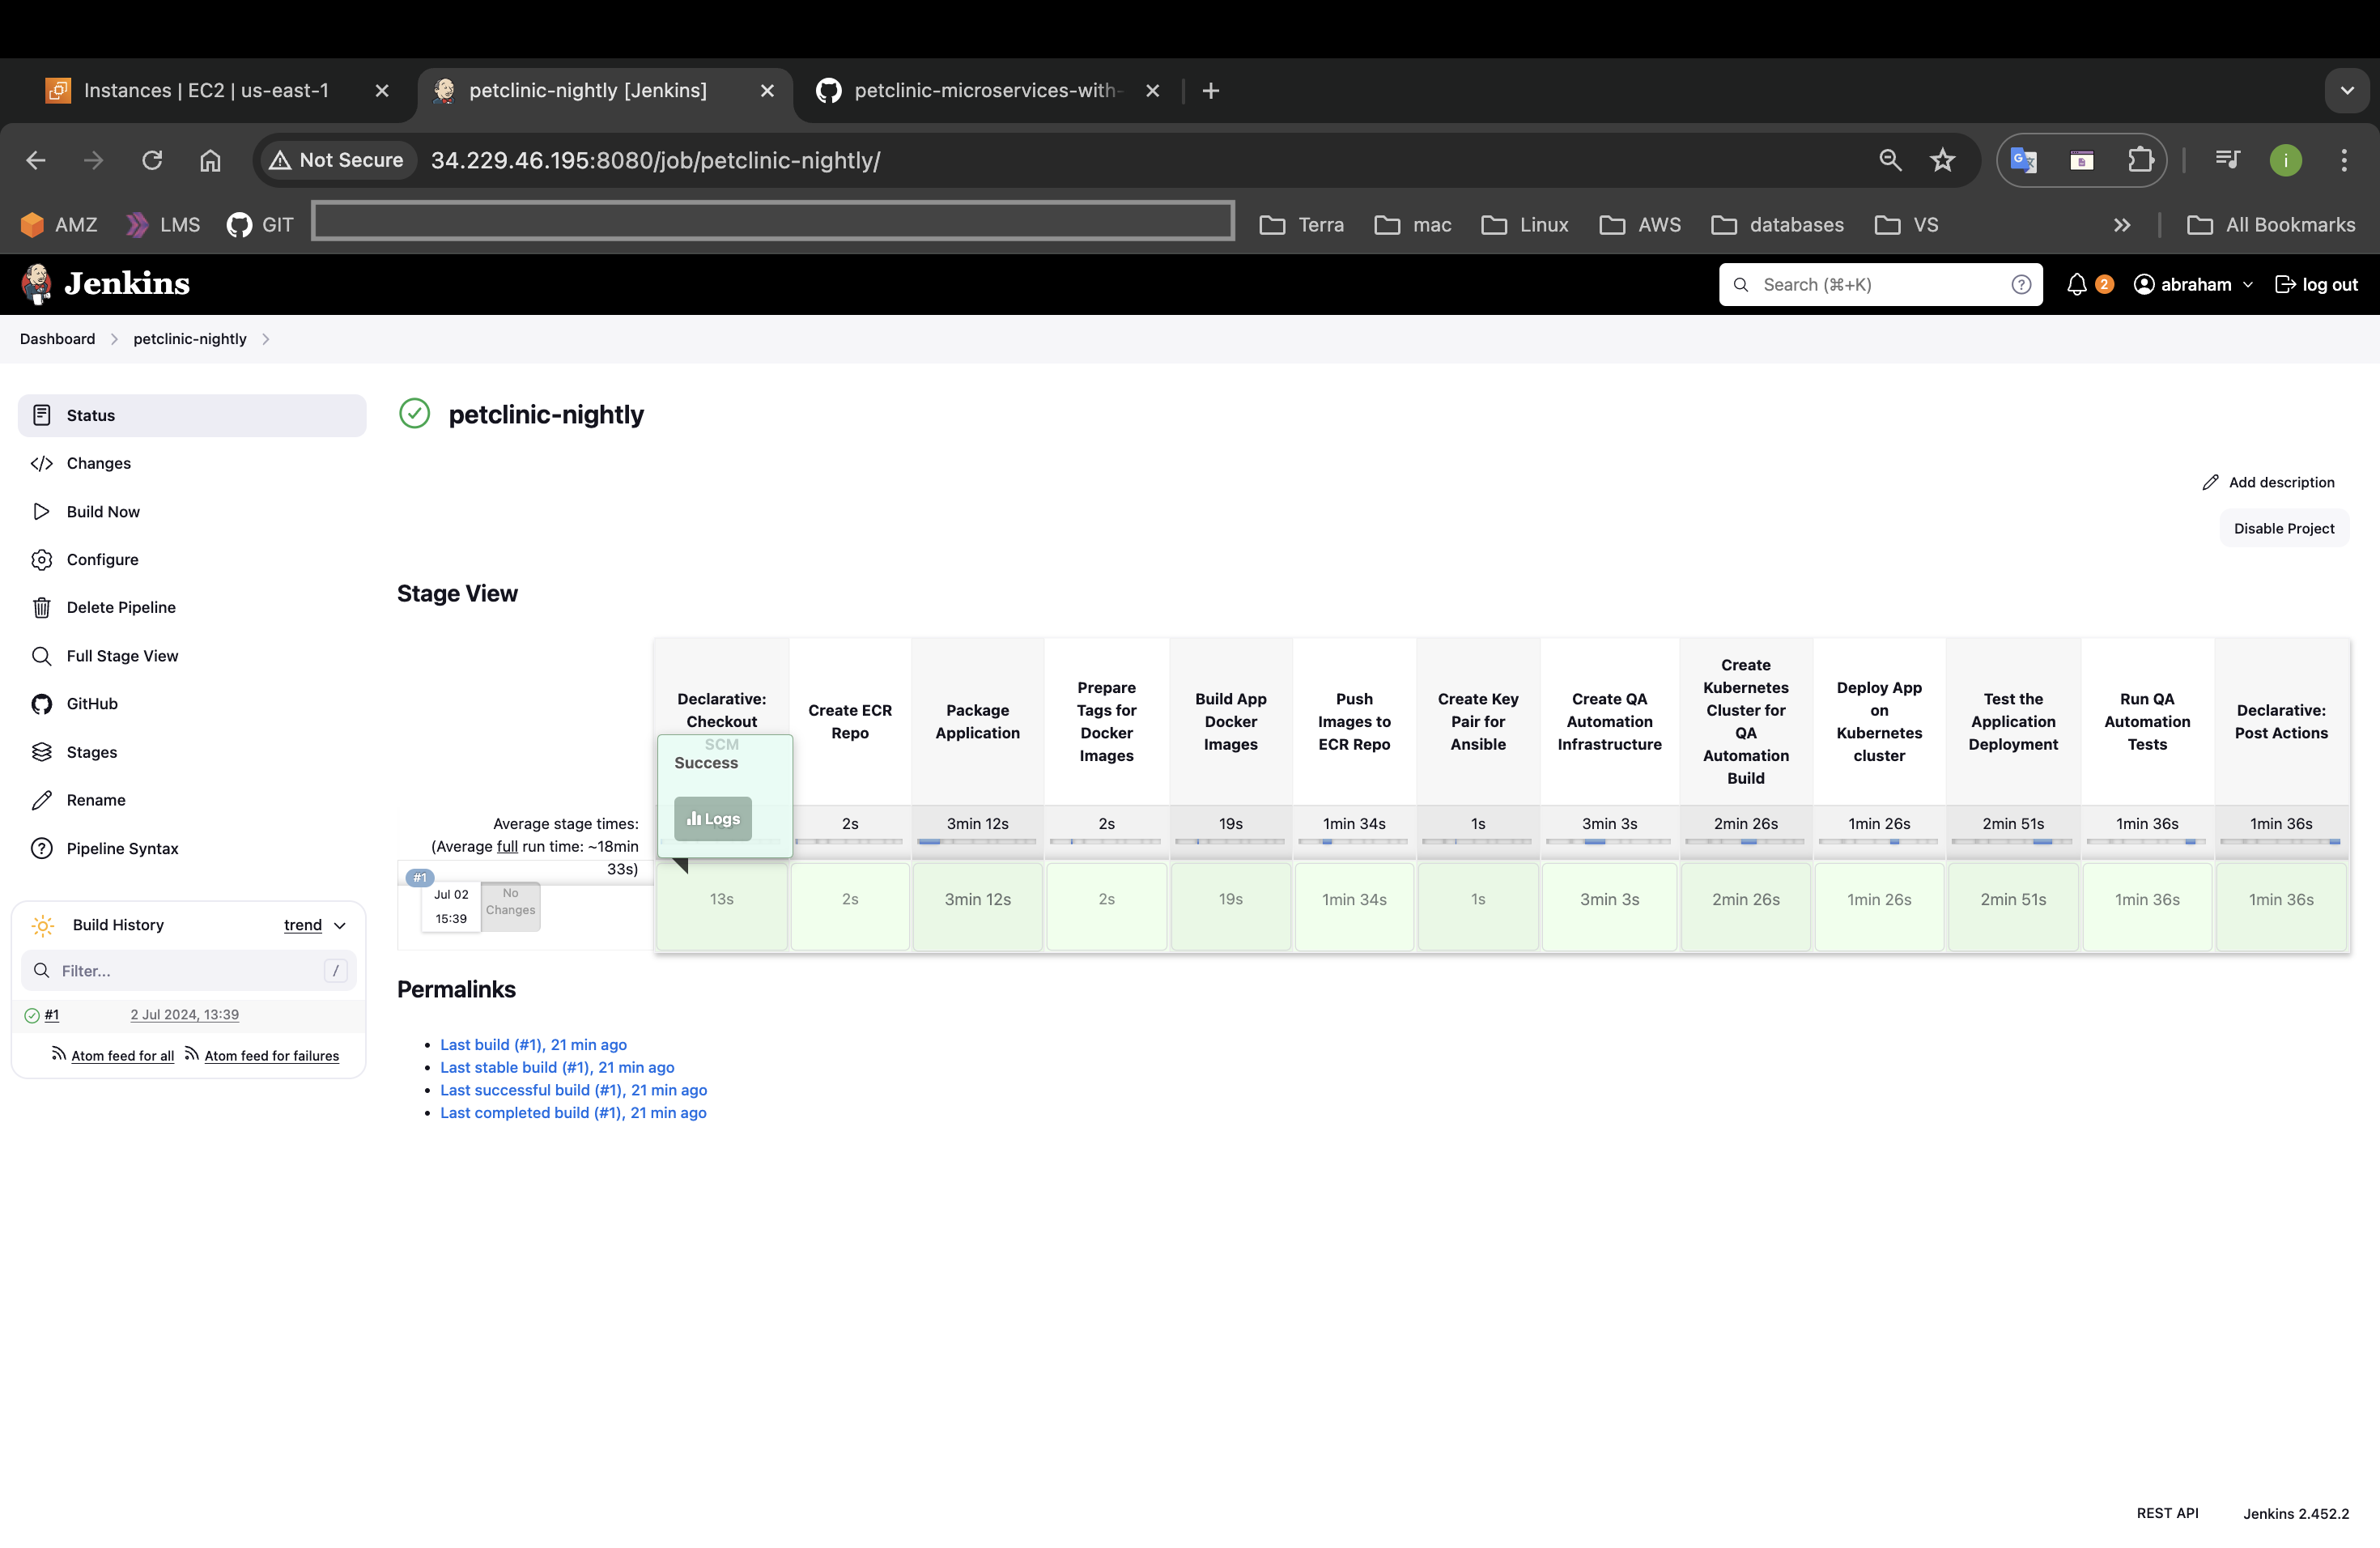 Instances | EC2 | us-east-1
petclinic-nightly [Jenkins]
petclinic-microservices-with-
Not Secure
34.229.46.195:8080/job/petclinic-nightly/
i
AMZ
LMS
GIT
Terra
mac
Linux
AWS
databases
VS
All Bookmarks
Jenkins
Search (⌘+K)
2
abraham
log out
Dashboard
petclinic-nightly
Status
Changes
Build Now
Configure
Delete Pipeline
Full Stage View
GitHub
Stages
Rename
Pipeline Syntax
Build History
trend
Filter...
/
#1
2 Jul 2024, 13:39
Atom feed for all
Atom feed for failures
petclinic-nightly
Add description
Disable Project
Stage View
Declarative:
Checkout
SCM
Create ECR
Repo
Package
Application
Prepare
Tags for
Docker
Images
Build App
Docker
Images
Push
Images to
ECR Repo
Create Key
Pair for
Ansible
Create QA
Automation
Infrastructure
Create
Kubernetes
Cluster for
QA
Automation
Build
Deploy App
on
Kubernetes
cluster
Test the
Application
Deployment
Run QA
Automation
Tests
Declarative:
Post Actions
Success
Logs
Average stage times:
(Average full run time: ~18min
33s)
2s
3min 12s
2s
19s
1min 34s
1s
3min 3s
2min 26s
1min 26s
2min 51s
1min 36s
1min 36s
#1
Jul 02
15:39
No
Changes
13s
2s
3min 12s
2s
19s
1min 34s
1s
3min 3s
2min 26s
1min 26s
2min 51s
1min 36s
1min 36s
Permalinks
Last build (#1), 21 min ago
Last stable build (#1), 21 min ago
Last successful build (#1), 21 min ago
Last completed build (#1), 21 min ago
REST API
Jenkins 2.452.2